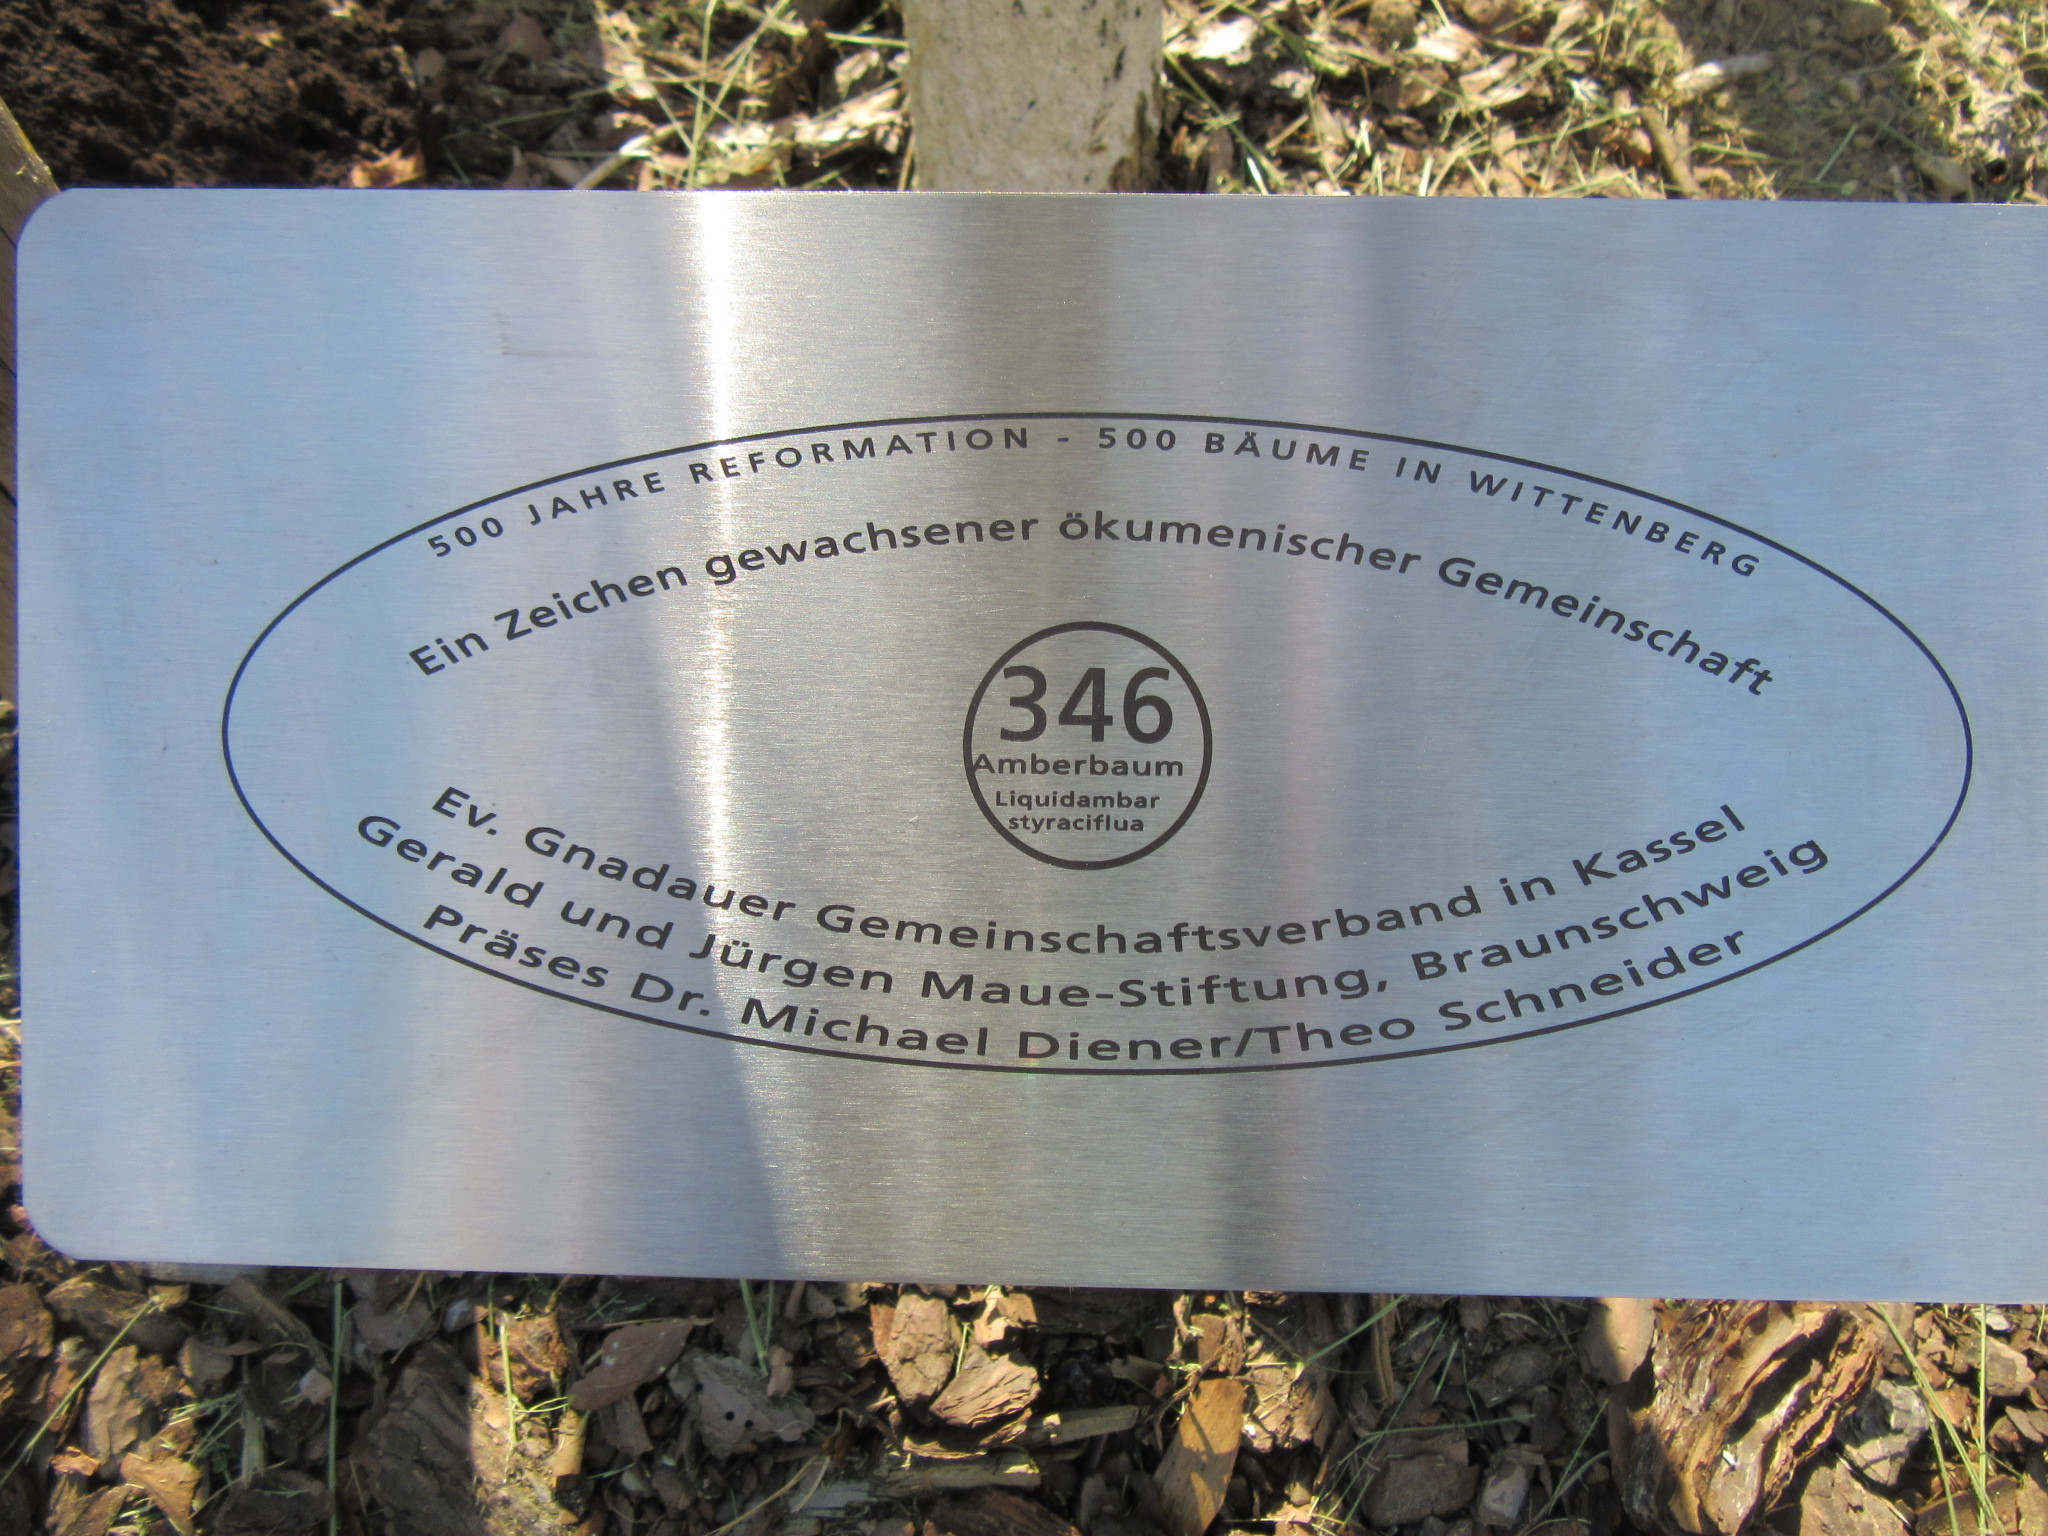 500 JAHRE REFORMATION - 500 BÄUME IN WITTENBERG
Ein Zeichen gewachsener ökumenischer Gemeinschaft
346
Amberbaum
Liquidambar
styraciflua
Ev. Gnadauer Gemeinschaftsverband in Kassel
Gerald und Jürgen Maue-Stiftung, Braunschweig
Präses Dr. Michael Diener/Theo Schneider